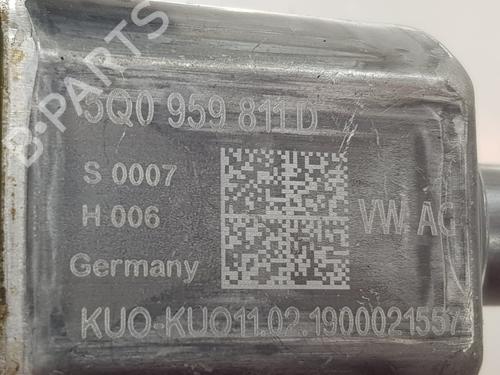 B-PARTS
5Q0 959 811 D
S 0007
H 006
VW AG
Germany
KUO-KUO11.02.1900021557